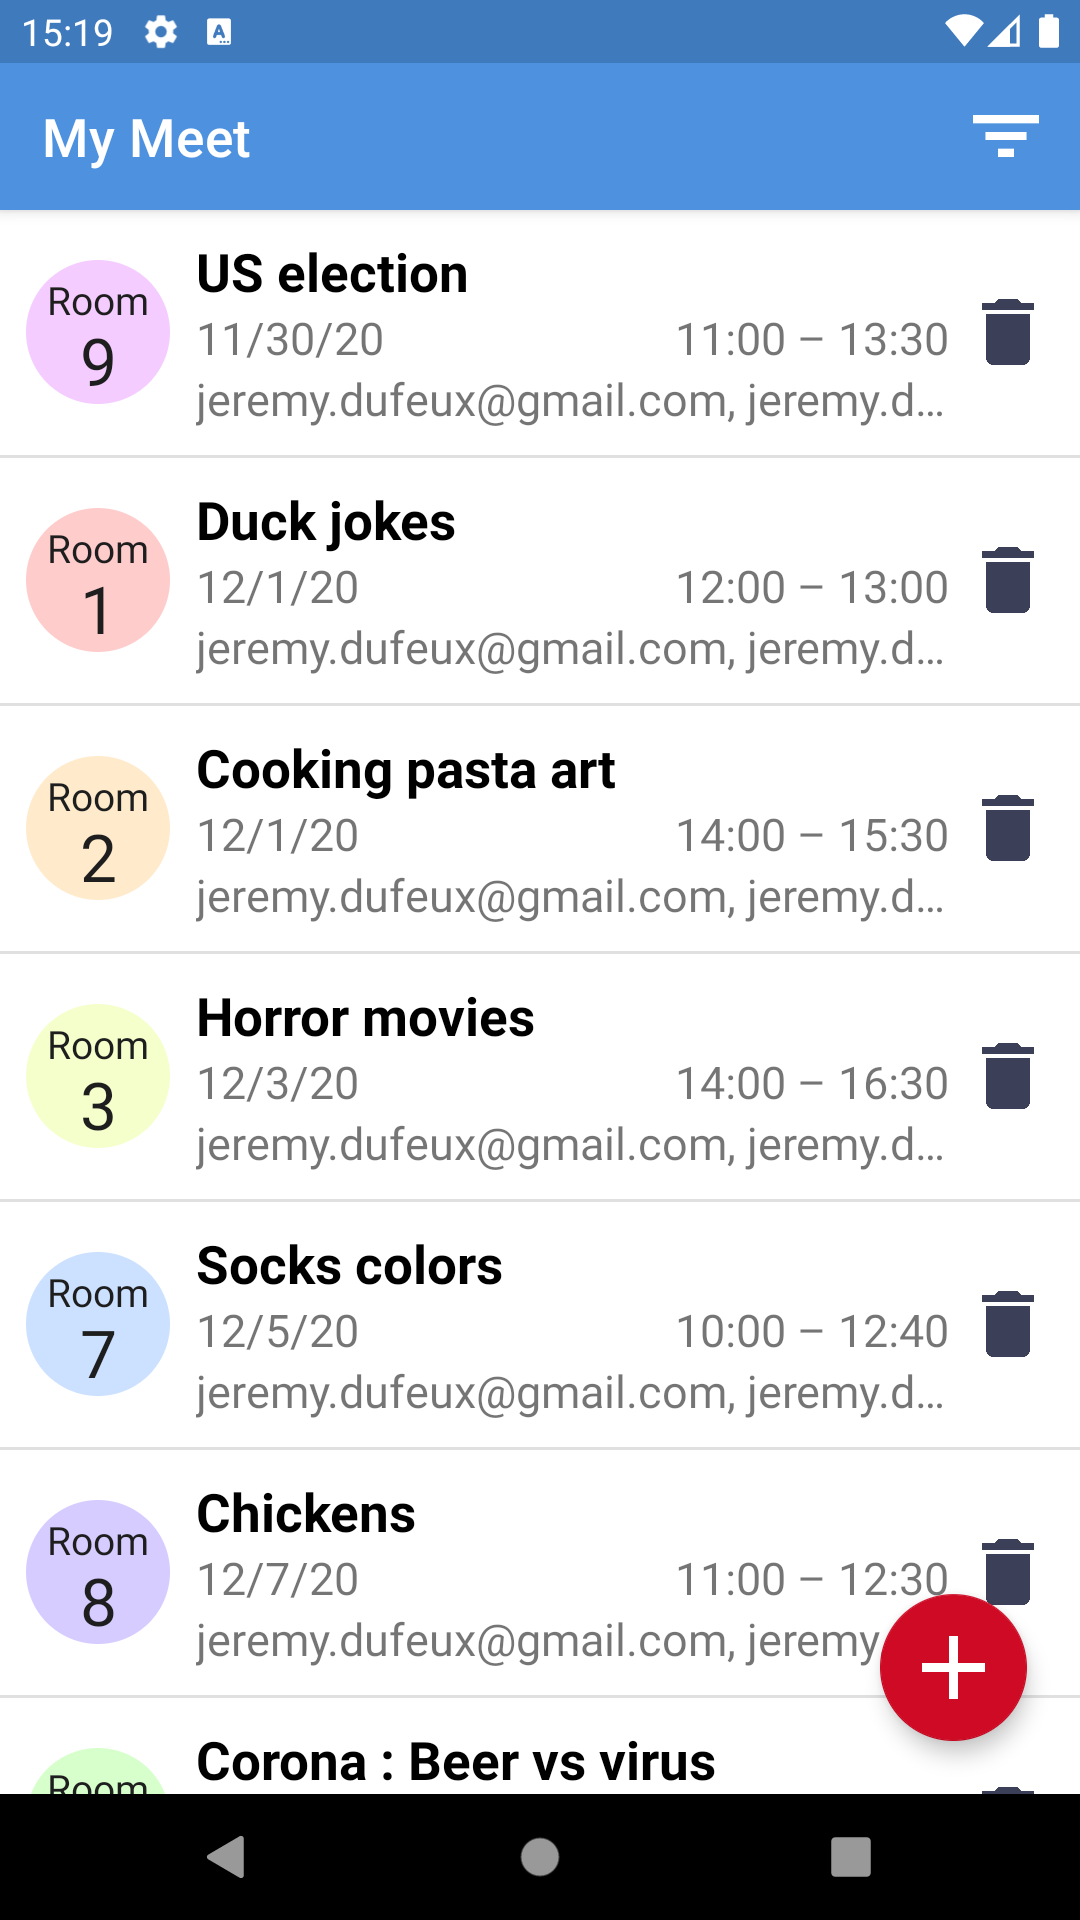 15:19
My Meet
Room
9
US election
11/30/20 11:00 – 13:30
jeremy.dufeux@gmail.com, jeremy.d...
Room
1
Duck jokes
12/1/20 12:00 – 13:00
jeremy.dufeux@gmail.com, jeremy.d...
Room
2
Cooking pasta art
12/1/20 14:00 – 15:30
jeremy.dufeux@gmail.com, jeremy.d...
Room
3
Horror movies
12/3/20 14:00 – 16:30
jeremy.dufeux@gmail.com, jeremy.d...
Room
7
Socks colors
12/5/20 10:00 – 12:40
jeremy.dufeux@gmail.com, jeremy.d...
Room
8
Chickens
12/7/20 11:00 – 12:30
jeremy.dufeux@gmail.com, jeremy
Room
Corona : Beer vs virus